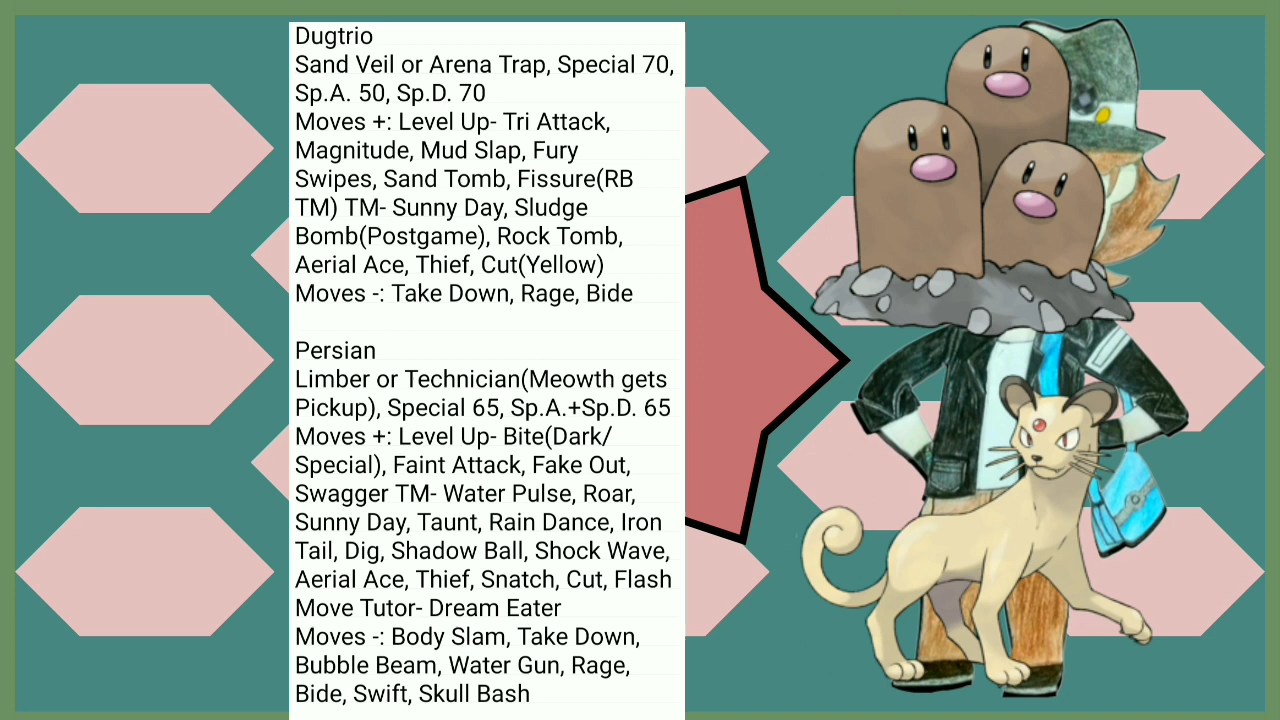 Dugtrio
Sand Veil or Arena Trap, Special 70,
Sp.A. 50, Sp.D. 70
Moves +: Level Up- Tri Attack,
Magnitude, Mud Slap, Fury
Swipes, Sand Tomb, Fissure(RB
TM) TM- Sunny Day, Sludge
Bomb(Postgame), Rock Tomb,
Aerial Ace, Thief, Cut(Yellow)
Moves -: Take Down, Rage, Bide
Persian
Limber or Technician(Meowth gets
Pickup), Special 65, Sp.A.+Sp.D. 65
Moves +: Level Up- Bite(Dark/
Special), Faint Attack, Fake Out,
Swagger TM- Water Pulse, Roar,
Sunny Day, Taunt, Rain Dance, Iron
Tail, Dig, Shadow Ball, Shock Wave,
Aerial Ace, Thief, Snatch, Cut, Flash
Move Tutor- Dream Eater
Moves -: Body Slam, Take Down,
Bubble Beam, Water Gun, Rage,
Bide, Swift, Skull Bash